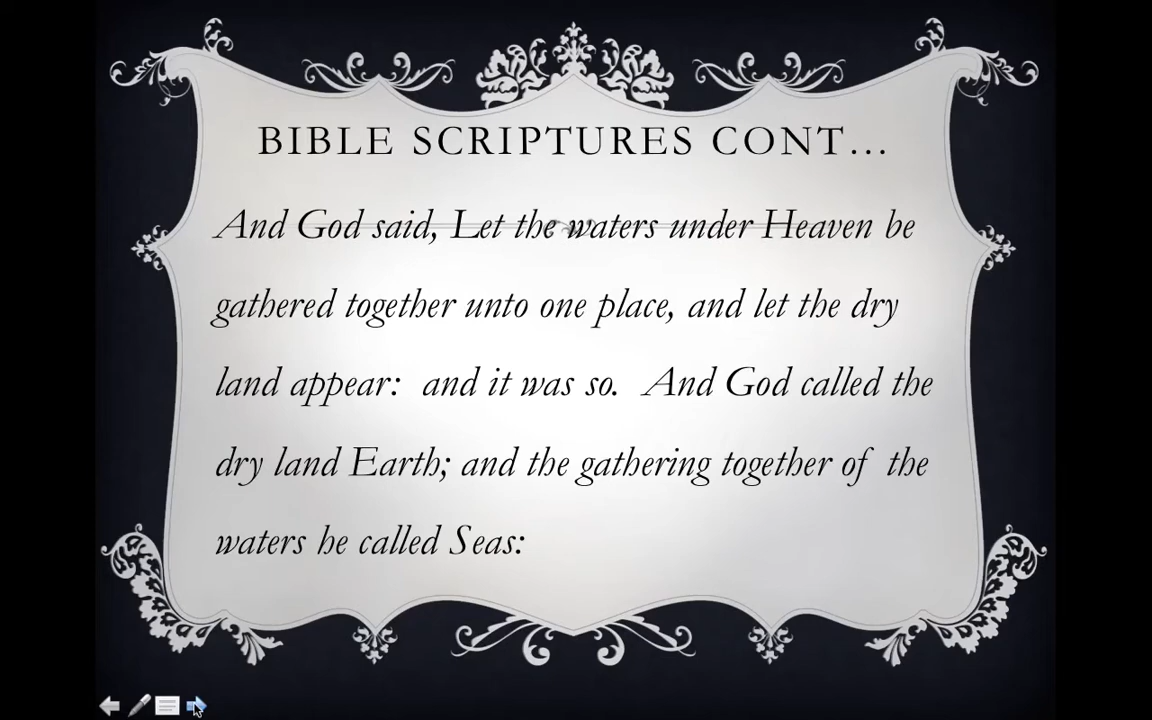 BIBLE SCRIPTURES CONT...
And God said, Let the waters under Heaven be
gathered together unto one place, and let the dry
land appear: and it was so. And God called the
dry land Earth; and the gathering together of the
waters he called Seas: